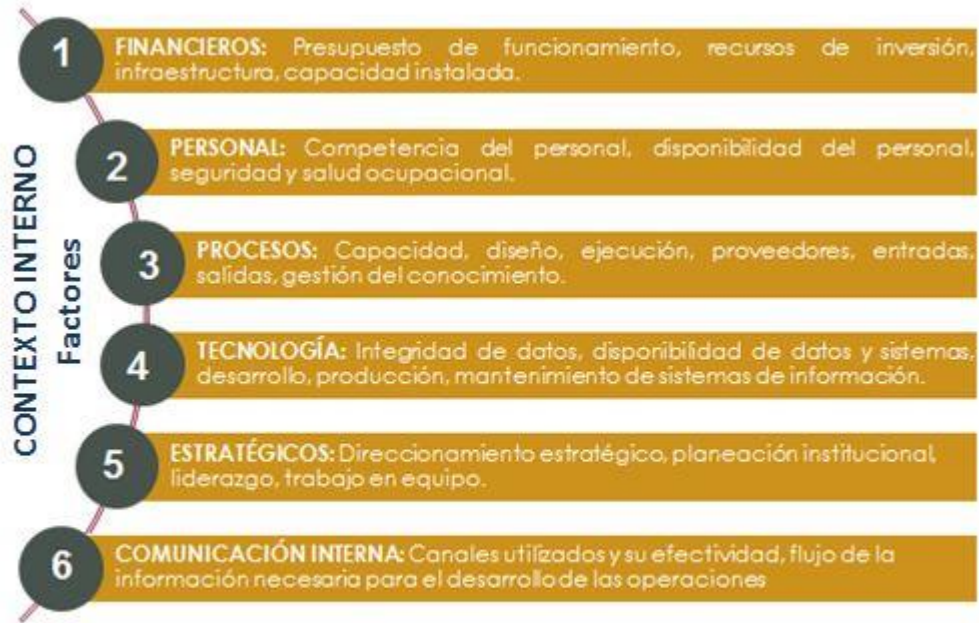 CONTEXTO INTERNO
Factores
1
FINANCIEROS: Presupuesto de funcionamiento, recursos de inversión,
infraestructura, capacidad instalada.
2
PERSONAL: Competencia del personal, disponibilidad del personal,
seguridad y salud ocupacional.
3
PROCESOS: Capacidad, diseño, ejecución, proveedores, entradas,
salidas, gestión del conocimiento.
4
TECNOLOGÍA: Integridad de datos, disponibilidad de datos y sistemas,
desarrollo, producción, mantenimiento de sistemas de información.
5
ESTRATÉGICOS: Direccionamiento estratégico, planeación institucional,
liderazgo, trabajo en equipo.
6
COMUNICACIÓN INTERNA: Canales utilizados y su efectividad, flujo de la
información necesaria para el desarrollo de las operaciones